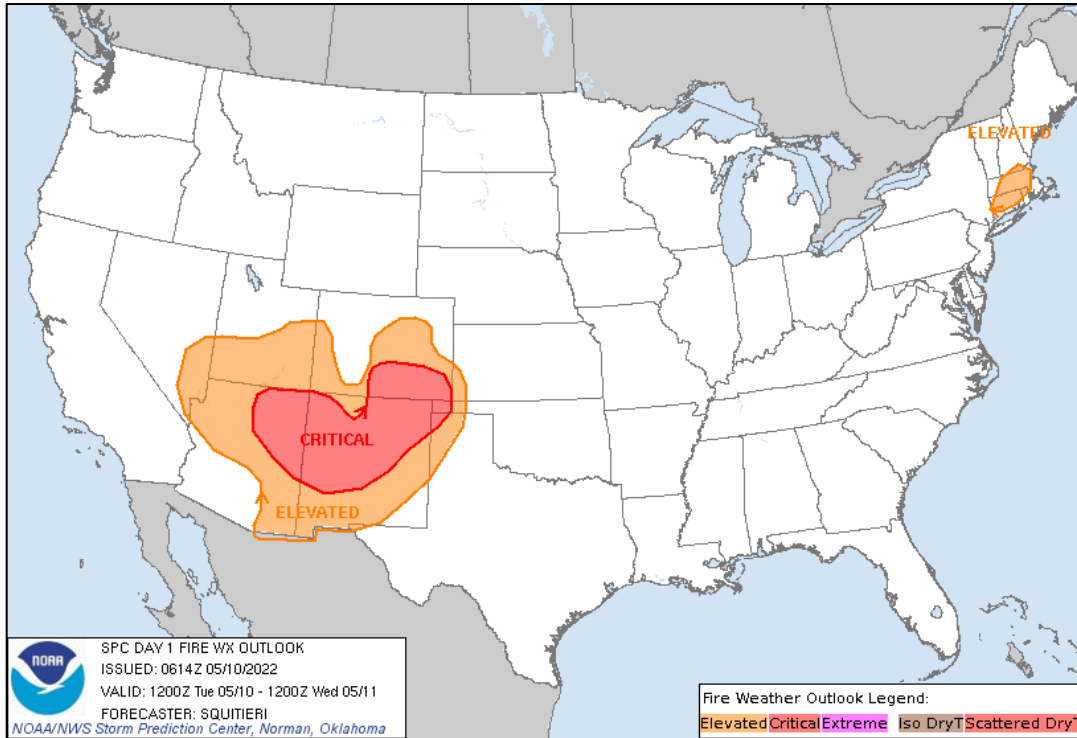 ELEVATED
CRITICAL
ELEVATED
NOAA
SPC DAY 1 FIRE WX OUTLOOK
ISSUED: 0614Z 05/10/2022
VALID: 1200Z Tue 05/10 - 1200Z Wed 05/11
FORECASTER: SQUITIERI
NOAA/NWS Storm Prediction Center, Norman, Oklahoma
Fire Weather Outlook Legend:
Elevated Critical Extreme Iso DryT Scattered DryT